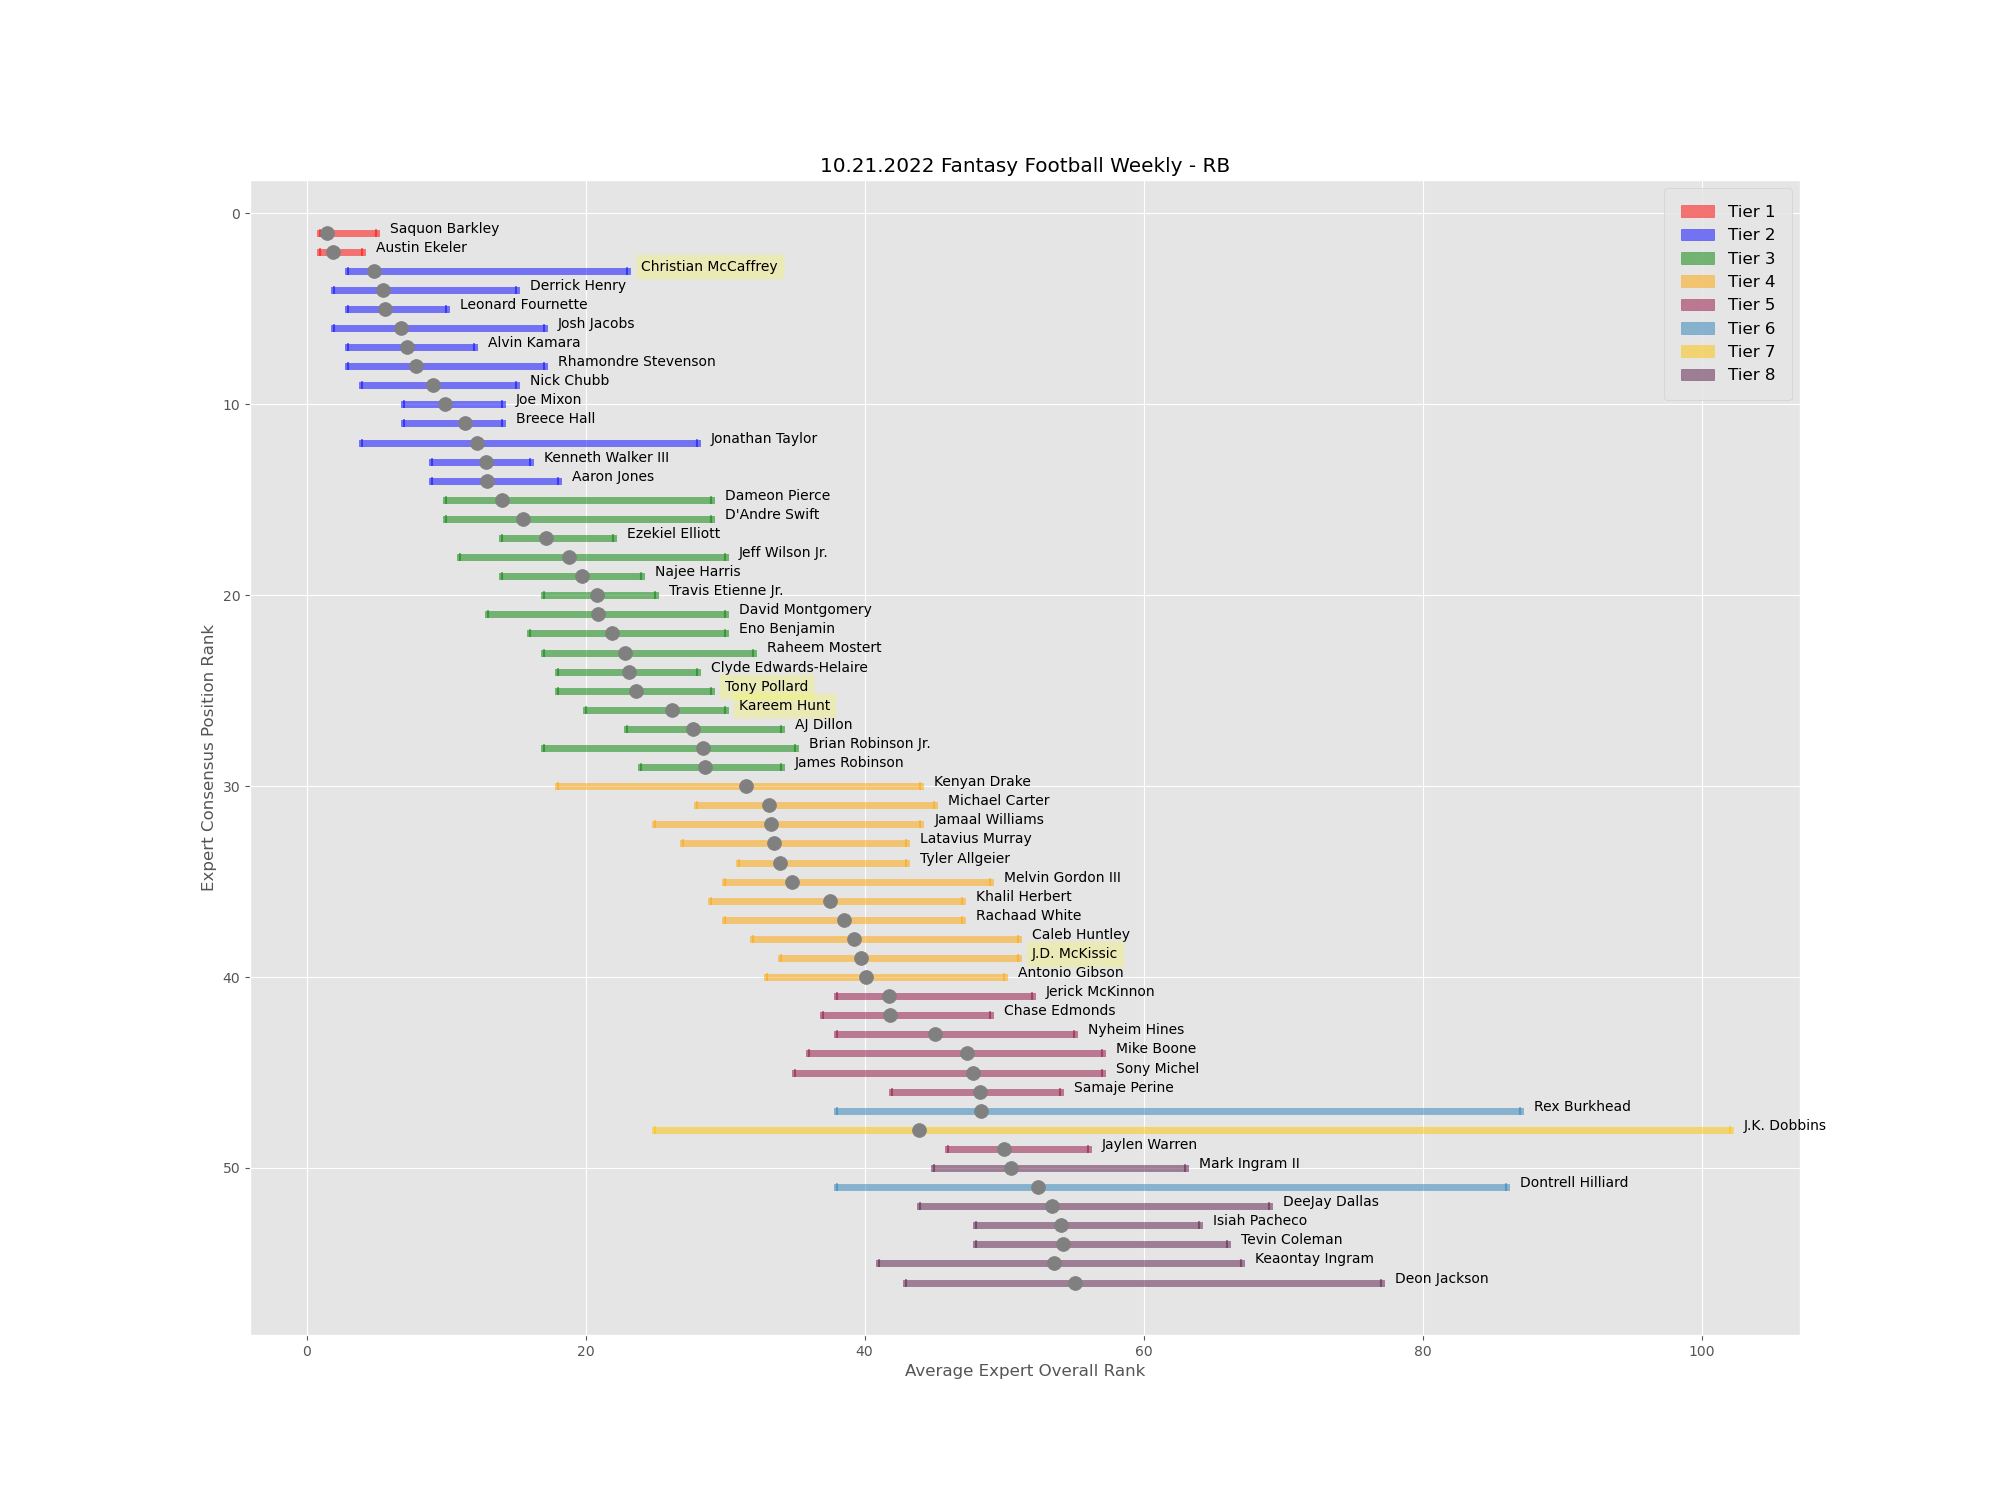 10.21.2022 Fantasy Football Weekly - RB
Tier 1
Tier 2
Tier 3
Tier 4
Tier 5
Tier 6
Tier 7
Tier 8
Saquon Barkley
Austin Ekeler
Christian McCaffrey
Derrick Henry
Leonard Fournette
Josh Jacobs
Alvin Kamara
Rhamondre Stevenson
Nick Chubb
Joe Mixon
Breece Hall
Jonathan Taylor
Kenneth Walker III
Aaron Jones
Dameon Pierce
D'Andre Swift
Ezekiel Elliott
Jeff Wilson Jr.
Najee Harris
Travis Etienne Jr.
David Montgomery
Eno Benjamin
Raheem Mostert
Clyde Edwards-Helaire
Tony Pollard
Kareem Hunt
AJ Dillon
Brian Robinson Jr.
James Robinson
Kenyan Drake
Michael Carter
Jamaal Williams
Latavius Murray
Tyler Allgeier
Melvin Gordon III
Khalil Herbert
Rachaad White
Caleb Huntley
J.D. McKissic
Antonio Gibson
Jerick McKinnon
Chase Edmonds
Nyheim Hines
Mike Boone
Sony Michel
Samaje Perine
Rex Burkhead
J.K. Dobbins
Jaylen Warren
Mark Ingram II
Dontrell Hilliard
DeeJay Dallas
Isiah Pacheco
Tevin Coleman
Keaontay Ingram
Deon Jackson
0
10
20
30
40
50
Expert Consensus Position Rank
0 20 40 60 80 100
Average Expert Overall Rank